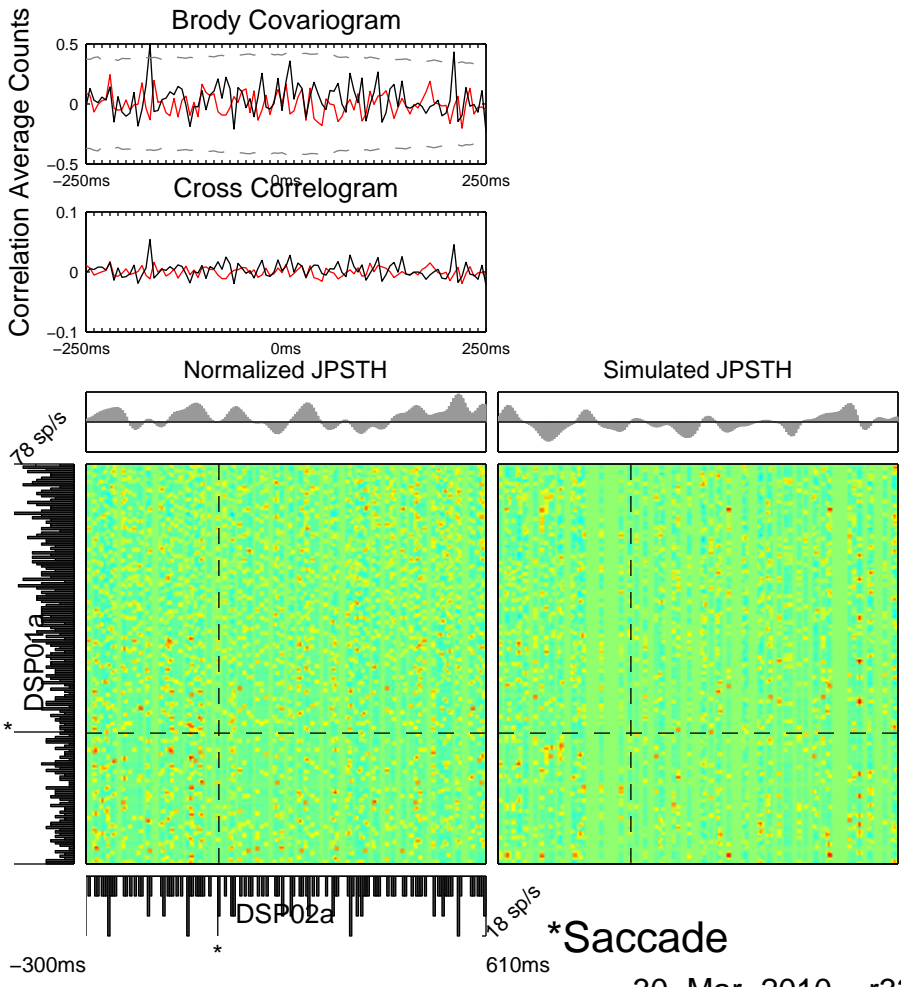 Brody Covariogram
Correlation Average Counts
0.5
0
−0.5
−250ms
0ms
250ms
Cross Correlogram
0.1
0
−0.1
−250ms
0ms
250ms
Normalized JPSTH
Simulated JPSTH
78 sp/s
DSP01a
*
DSP02a
18 sp/s
*
*Saccade
−300ms
610ms